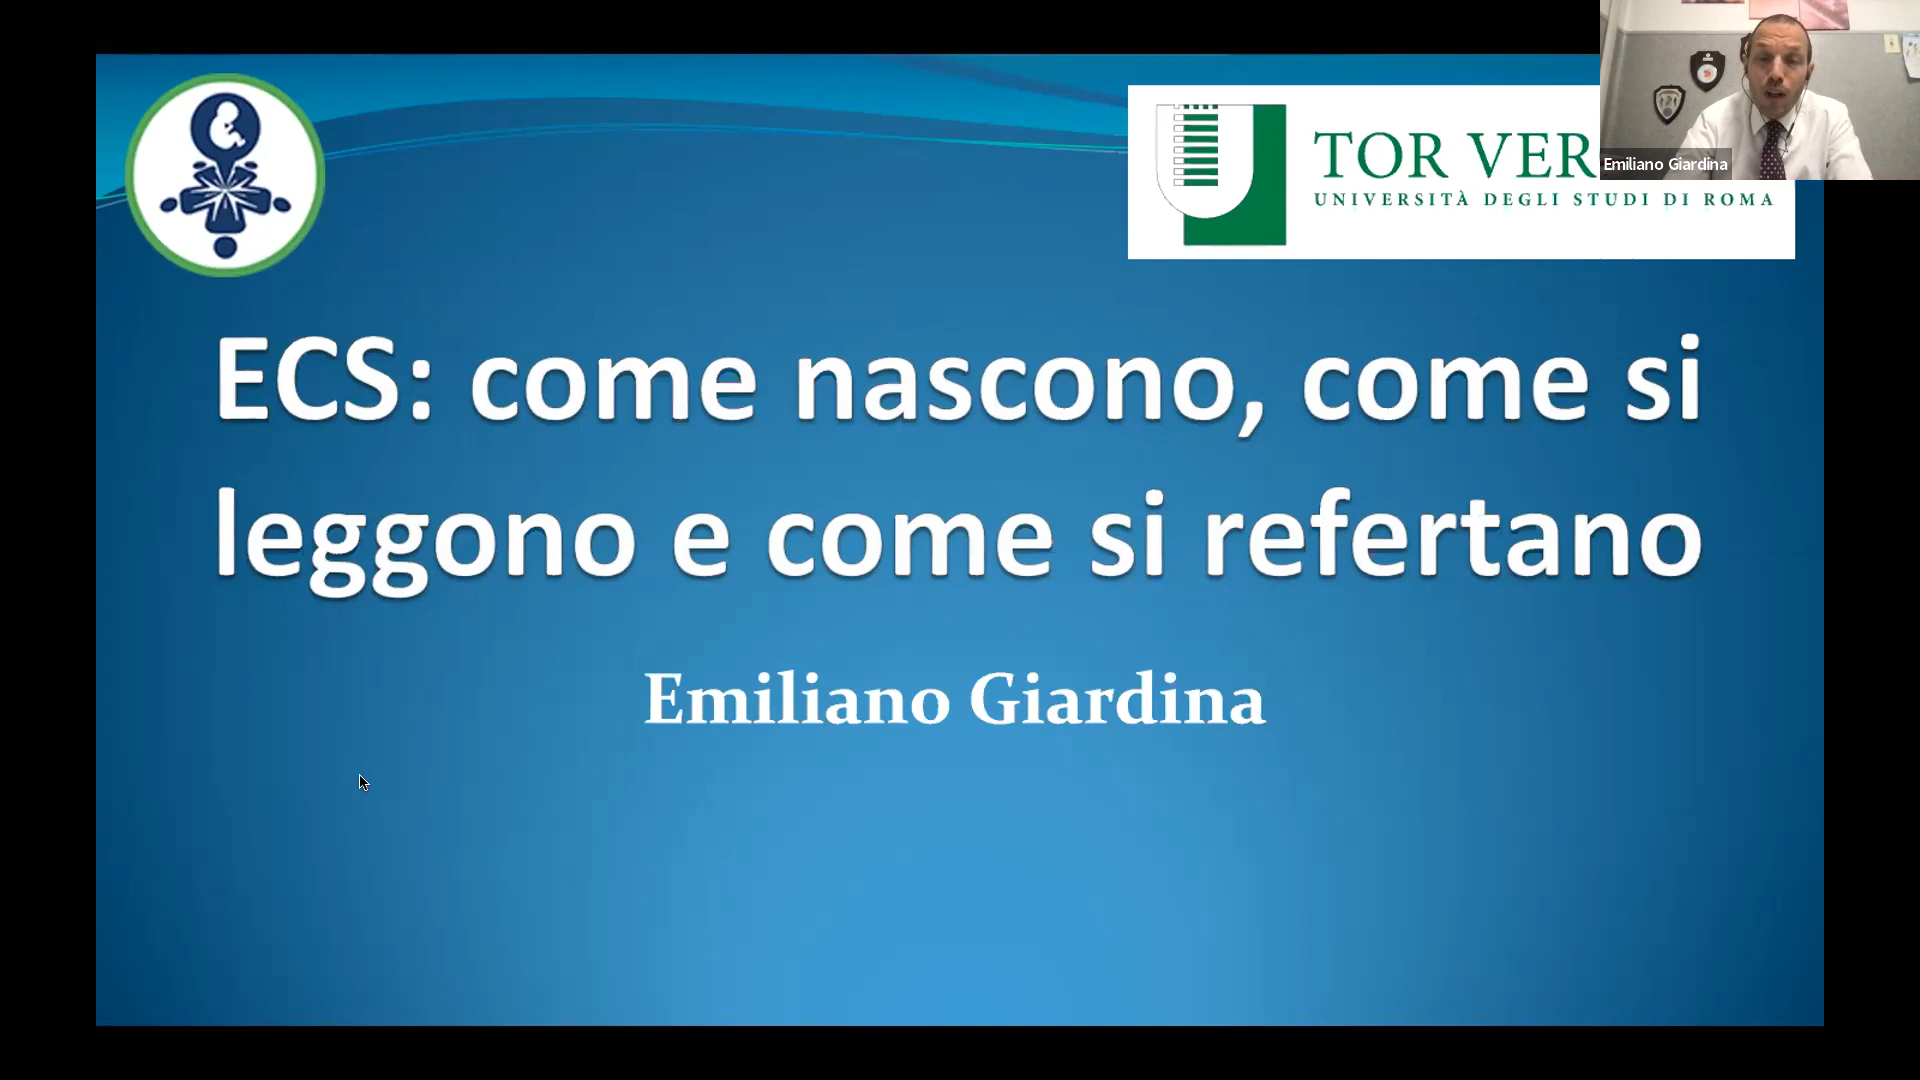 TOR VER
UNIVERSITÀ DEGLI STUDI DI ROMA
Emiliano Giardina
ECS: come nascono, come si
leggono e come si refertano
Emiliano Giardina